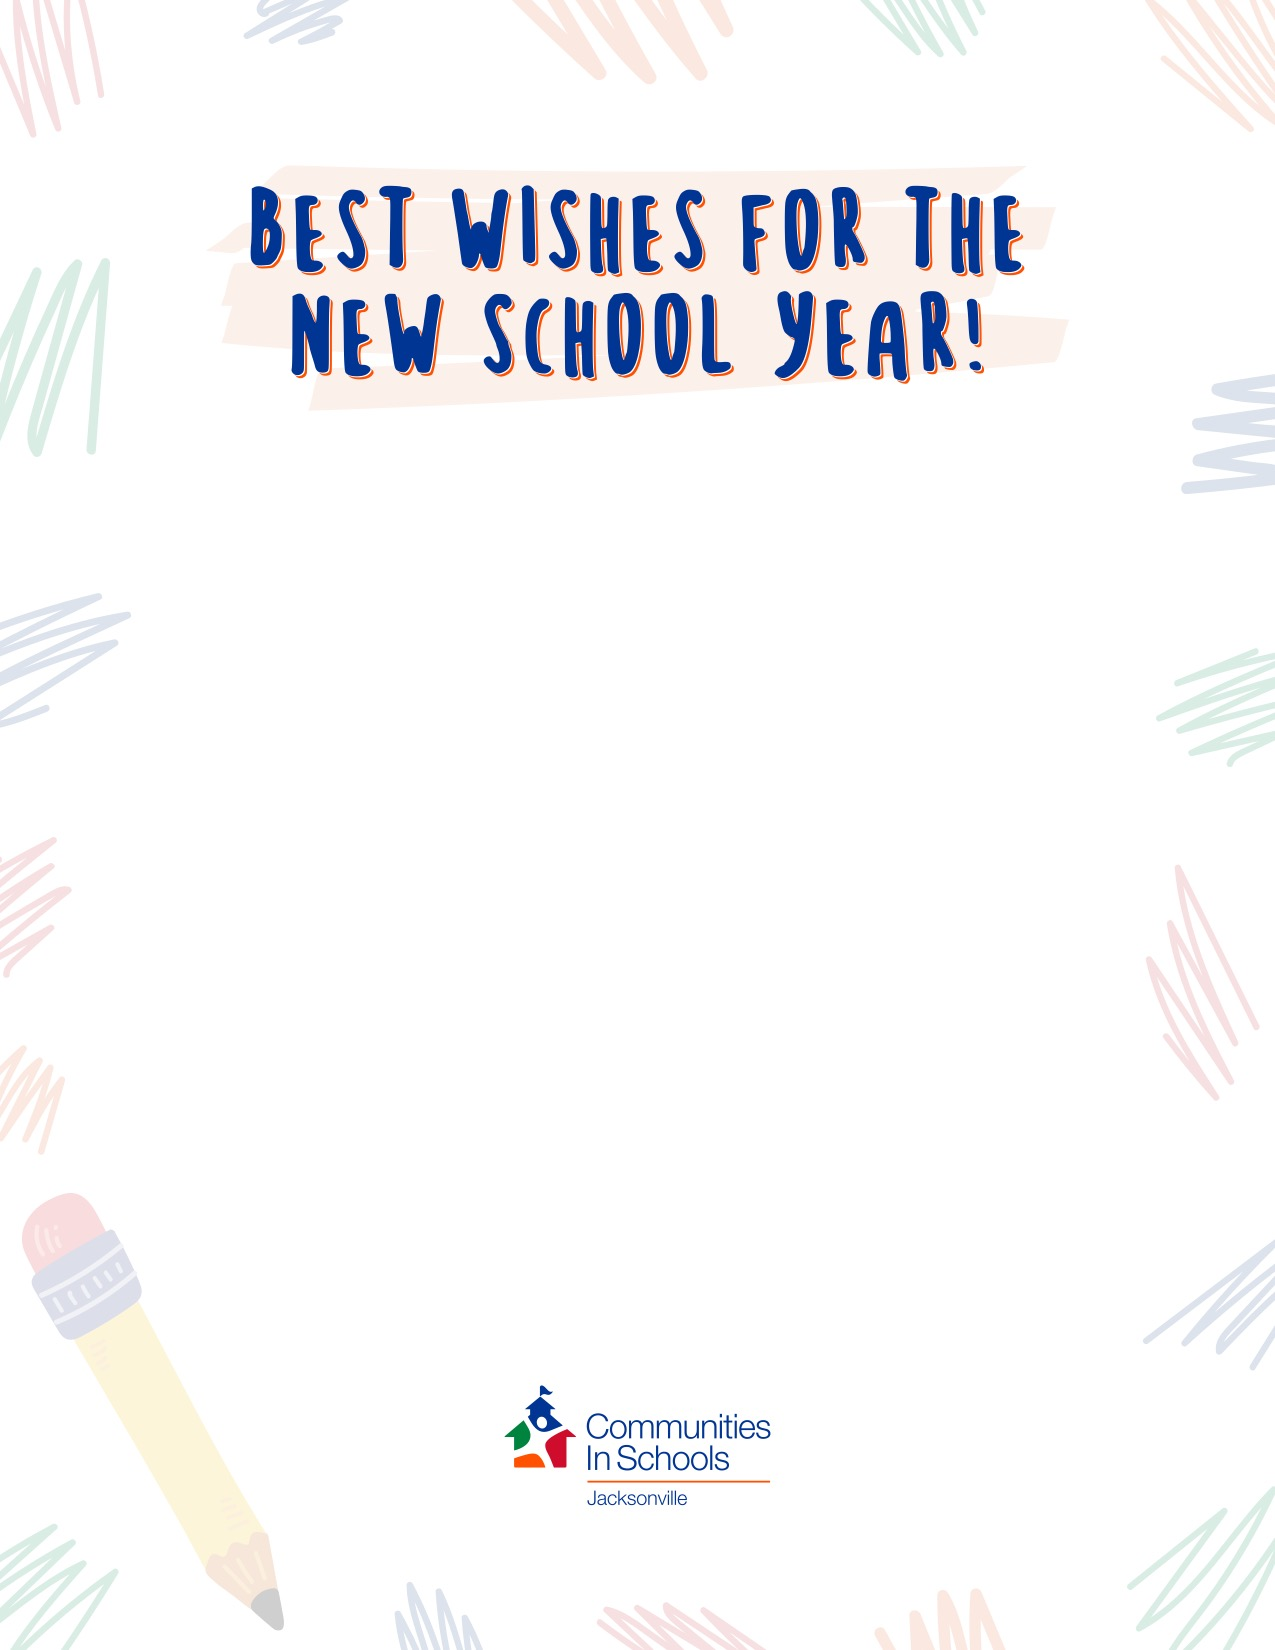 BEST WISHES FOR THE
NEW SCHOOL YEAR!
Communities
In Schools
Jacksonville